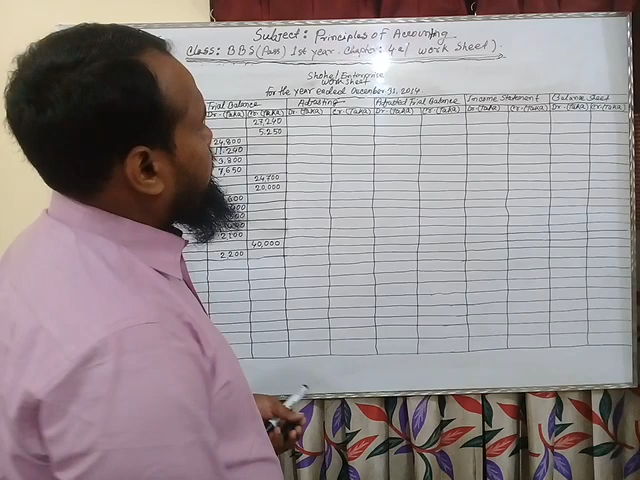 Subject: Principles of Accounting
Class: BBS (Pass) 1st year. Chapter: 4 a/ Work Sheet).
Shohel Enterprise
Work Sheet
for the year ended December 31, 2014.
Trial Balance Adjusting Adjusted Trial Balance Income Statement Balance Sheet
Dr. (Taka) Cr. (Taka) Dr. (Taka) Cr. (Taka) Dr. (Taka) Cr. (Taka) Dr. (Taka) Cr. (Taka) Dr. (Taka) Cr. (Taka)
27,240
5,250
24,800
11,240
3,800
7,650
24,700
20,000
40,000
2,200